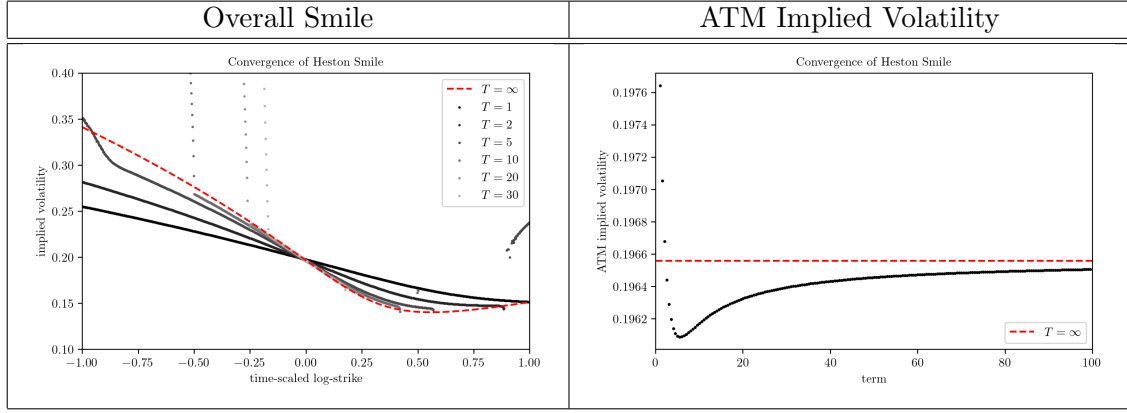 Overall Smile
ATM Implied Volatility
Convergence of Heston Smile
0.40
0.35
0.30
0.25
0.20
0.15
0.10
implied volatility
−1.00 −0.75 −0.50 −0.25 0.00 0.25 0.50 0.75 1.00
time-scaled log-strike
T = ∞
T = 1
T = 2
T = 5
T = 10
T = 20
T = 30
Convergence of Heston Smile
0.1976
0.1974
0.1972
0.1970
0.1968
0.1966
0.1964
0.1962
ATM implied volatility
0 20 40 60 80 100
term
T = ∞